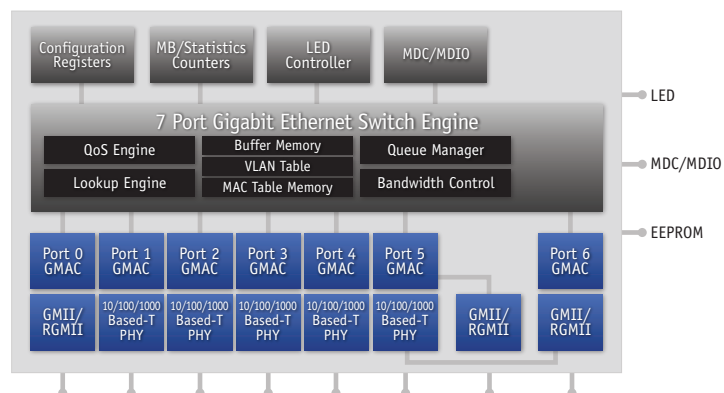 Configuration
Registers
MB/Statistics
Counters
LED
Controller
MDC/MDIO
LED
7 Port Gigabit Ethernet Switch Engine
QoS Engine
Buffer Memory
Queue Manager
VLAN Table
MDC/MDIO
Lookup Engine
MAC Table Memory
Bandwidth Control
EEPROM
Port 0
GMAC
Port 1
GMAC
Port 2
GMAC
Port 3
GMAC
Port 4
GMAC
Port 5
GMAC
Port 6
GMAC
GMII/
RGMII
10/100/1000
Based-T
PHY
10/100/1000
Based-T
PHY
10/100/1000
Based-T
PHY
10/100/1000
Based-T
PHY
10/100/1000
Based-T
PHY
GMII/
RGMII
GMII/
RGMII